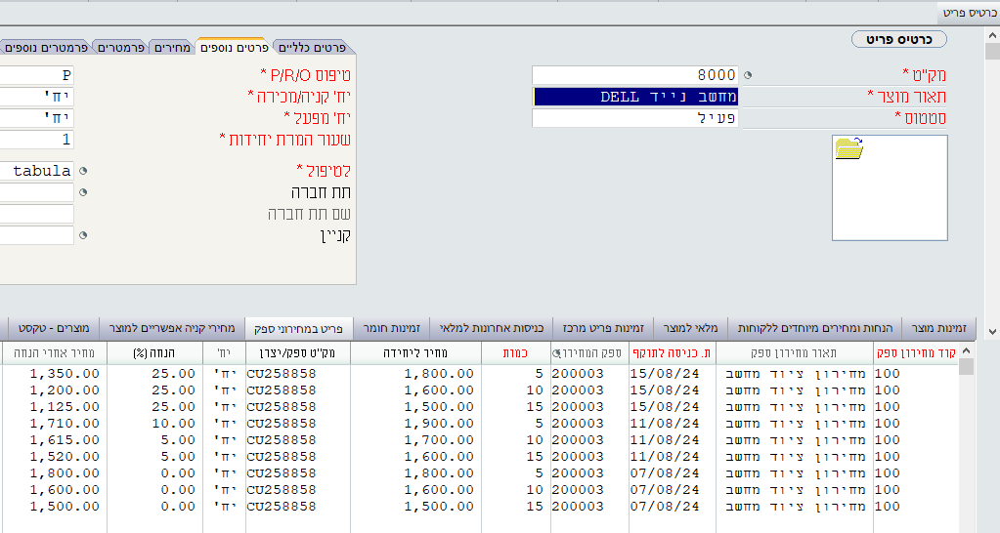 כרטיס פריט
כרטיס פריט
מק"ט * 8000
תאור מוצר * מחשב נייד DELL
סטטוס * פעיל
פרטים כלליים פרטים נוספים מחירים פרמטרים פרמטרים נוספים
טיפוס P/R/O * P
יח' קניה/מכירה * יח'
יח' מפעל * יח'
שעור המרת יחידות * 1
לטיפול * tabula
תת חברה
שם תת חברה
קניין
זמינות מוצר הנחות ומחירים מיוחדים ללקוחות מלאי למוצר זמינות פריט מרכז כניסות אחרונות למלאי זמינות חומר פריט במחירוני ספק מחירי קניה אפשריים למוצר מוצרים - טקסט
קוד מחירון ספק תאור מחירון ספק ת. כניסה לתוקף ספק המחירון כמות מחיר ליחידה מק"ט ספק/יצרן יח' הנחה (%) מחיר אחרי הנחה
100 מחירון ציוד מחשב 15/08/24 200003 5 1,800.00 CU258858 יח' 25.00 1,350.00
100 מחירון ציוד מחשב 15/08/24 200003 10 1,600.00 CU258858 יח' 25.00 1,200.00
100 מחירון ציוד מחשב 15/08/24 200003 15 1,500.00 CU258858 יח' 25.00 1,125.00
100 מחירון ציוד מחשב 11/08/24 200003 5 1,900.00 CU258858 יח' 10.00 1,710.00
100 מחירון ציוד מחשב 11/08/24 200003 10 1,700.00 CU258858 יח' 5.00 1,615.00
100 מחירון ציוד מחשב 11/08/24 200003 15 1,600.00 CU258858 יח' 5.00 1,520.00
100 מחירון ציוד מחשב 07/08/24 200003 5 1,800.00 CU258858 יח' 0.00 1,800.00
100 מחירון ציוד מחשב 07/08/24 200003 10 1,600.00 CU258858 יח' 0.00 1,600.00
100 מחירון ציוד מחשב 07/08/24 200003 15 1,500.00 CU258858 יח' 0.00 1,500.00